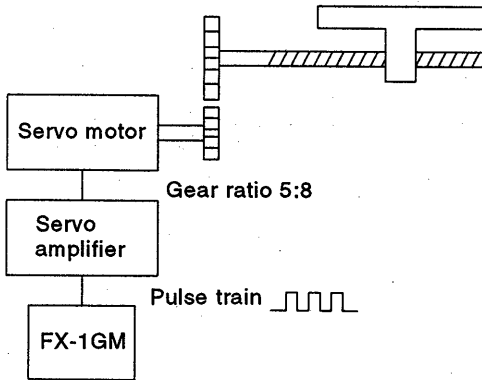 Servo motor
Gear ratio 5:8
Servo
amplifier
Pulse train
FX-1GM